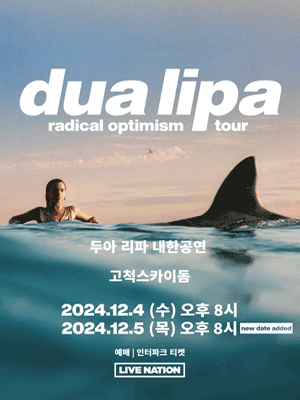 dua lipa
radical optimism tour
두아 리파 내한공연
고척스카이돔
2024.12.4 (수) 오후 8시
2024.12.5 (목) 오후 8시 new date added
예매 | 인터파크 티켓
LIVE NATION